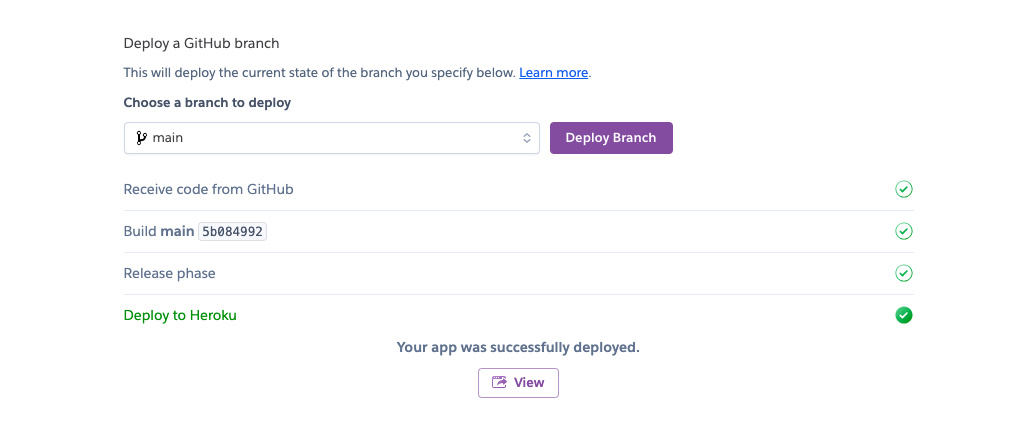 Deploy a GitHub branch
This will deploy the current state of the branch you specify below. Learn more.
Choose a branch to deploy
main Deploy Branch
Receive code from GitHub
Build main 5b084992
Release phase
Deploy to Heroku
Your app was successfully deployed.
View